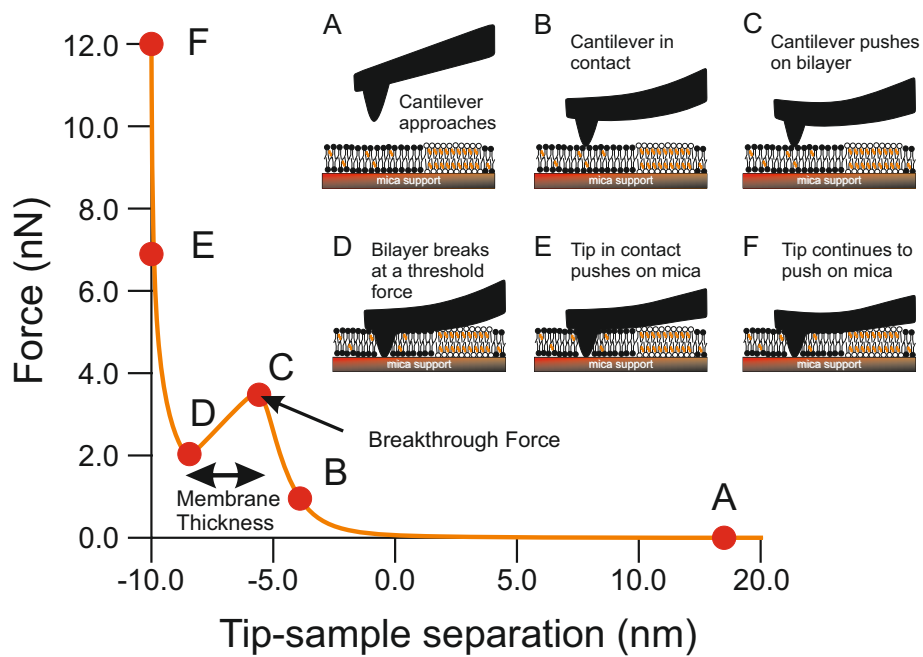 A
Cantilever
approaches
mica support
B
Cantilever in
contact
mica support
C
Cantilever pushes
on bilayer
mica support
D
Bilayer breaks
at a threshold
force
mica support
E
Tip in contact
pushes on mica
mica support
F
Tip continues to
push on mica
mica support
Force (nN)
12.0
10.0
8.0
6.0
4.0
2.0
0.0
F
E
D
C
B
A
Breakthrough Force
Membrane
Thickness
-10.0 -5.0 0.0 5.0 10.0 20.0
Tip-sample separation (nm)